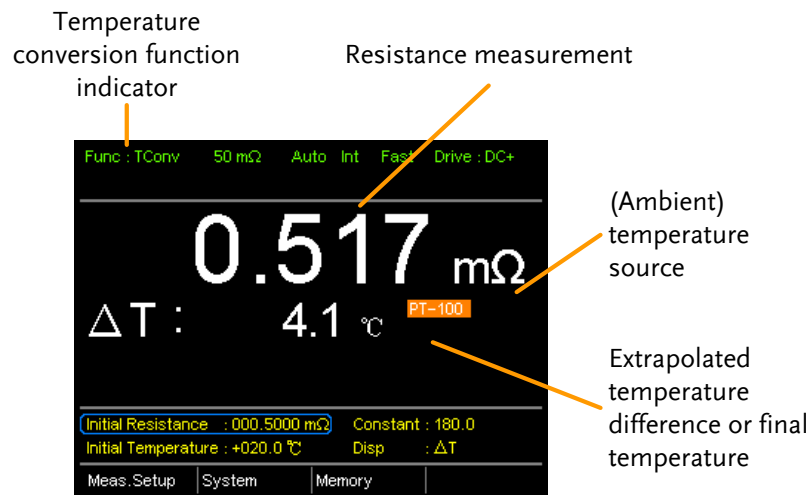 Temperature
conversion function
indicator
Resistance measurement
Func : TConv 50 mΩ Auto Int Fast Drive : DC+
0.517 mΩ
ΔT : 4.1 ℃ PT-100
(Ambient)
temperature
source
Extrapolated
temperature
difference or final
temperature
Initial Resistance : 000.5000 mΩ Constant : 180.0
Initial Temperature : +020.0 ℃ Disp : ΔT
Meas.Setup System Memory